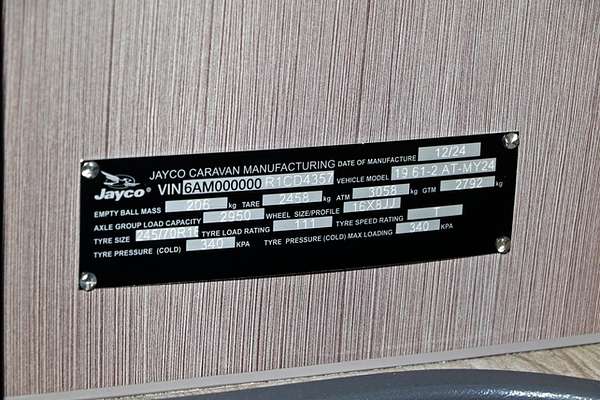 JAYCO CARAVAN MANUFACTURING DATE OF MANUFACTURE 12/24
Jayco VIN 6AM000000R1CD4357 VEHICLE MODEL 19.61-2.AT-MY24
EMPTY BALL MASS 206 kg TARE 2458 kg ATM 3058 kg GTM 2792 kg
AXLE GROUP LOAD CAPACITY 2950 WHEEL SIZE/PROFILE 16X8JJ
TYRE SIZE 245/70R16 TYRE LOAD RATING 111 TYRE SPEED RATING
TYRE PRESSURE (COLD) 340 KPA TYRE PRESSURE (COLD) MAX LOADING 340 KPA